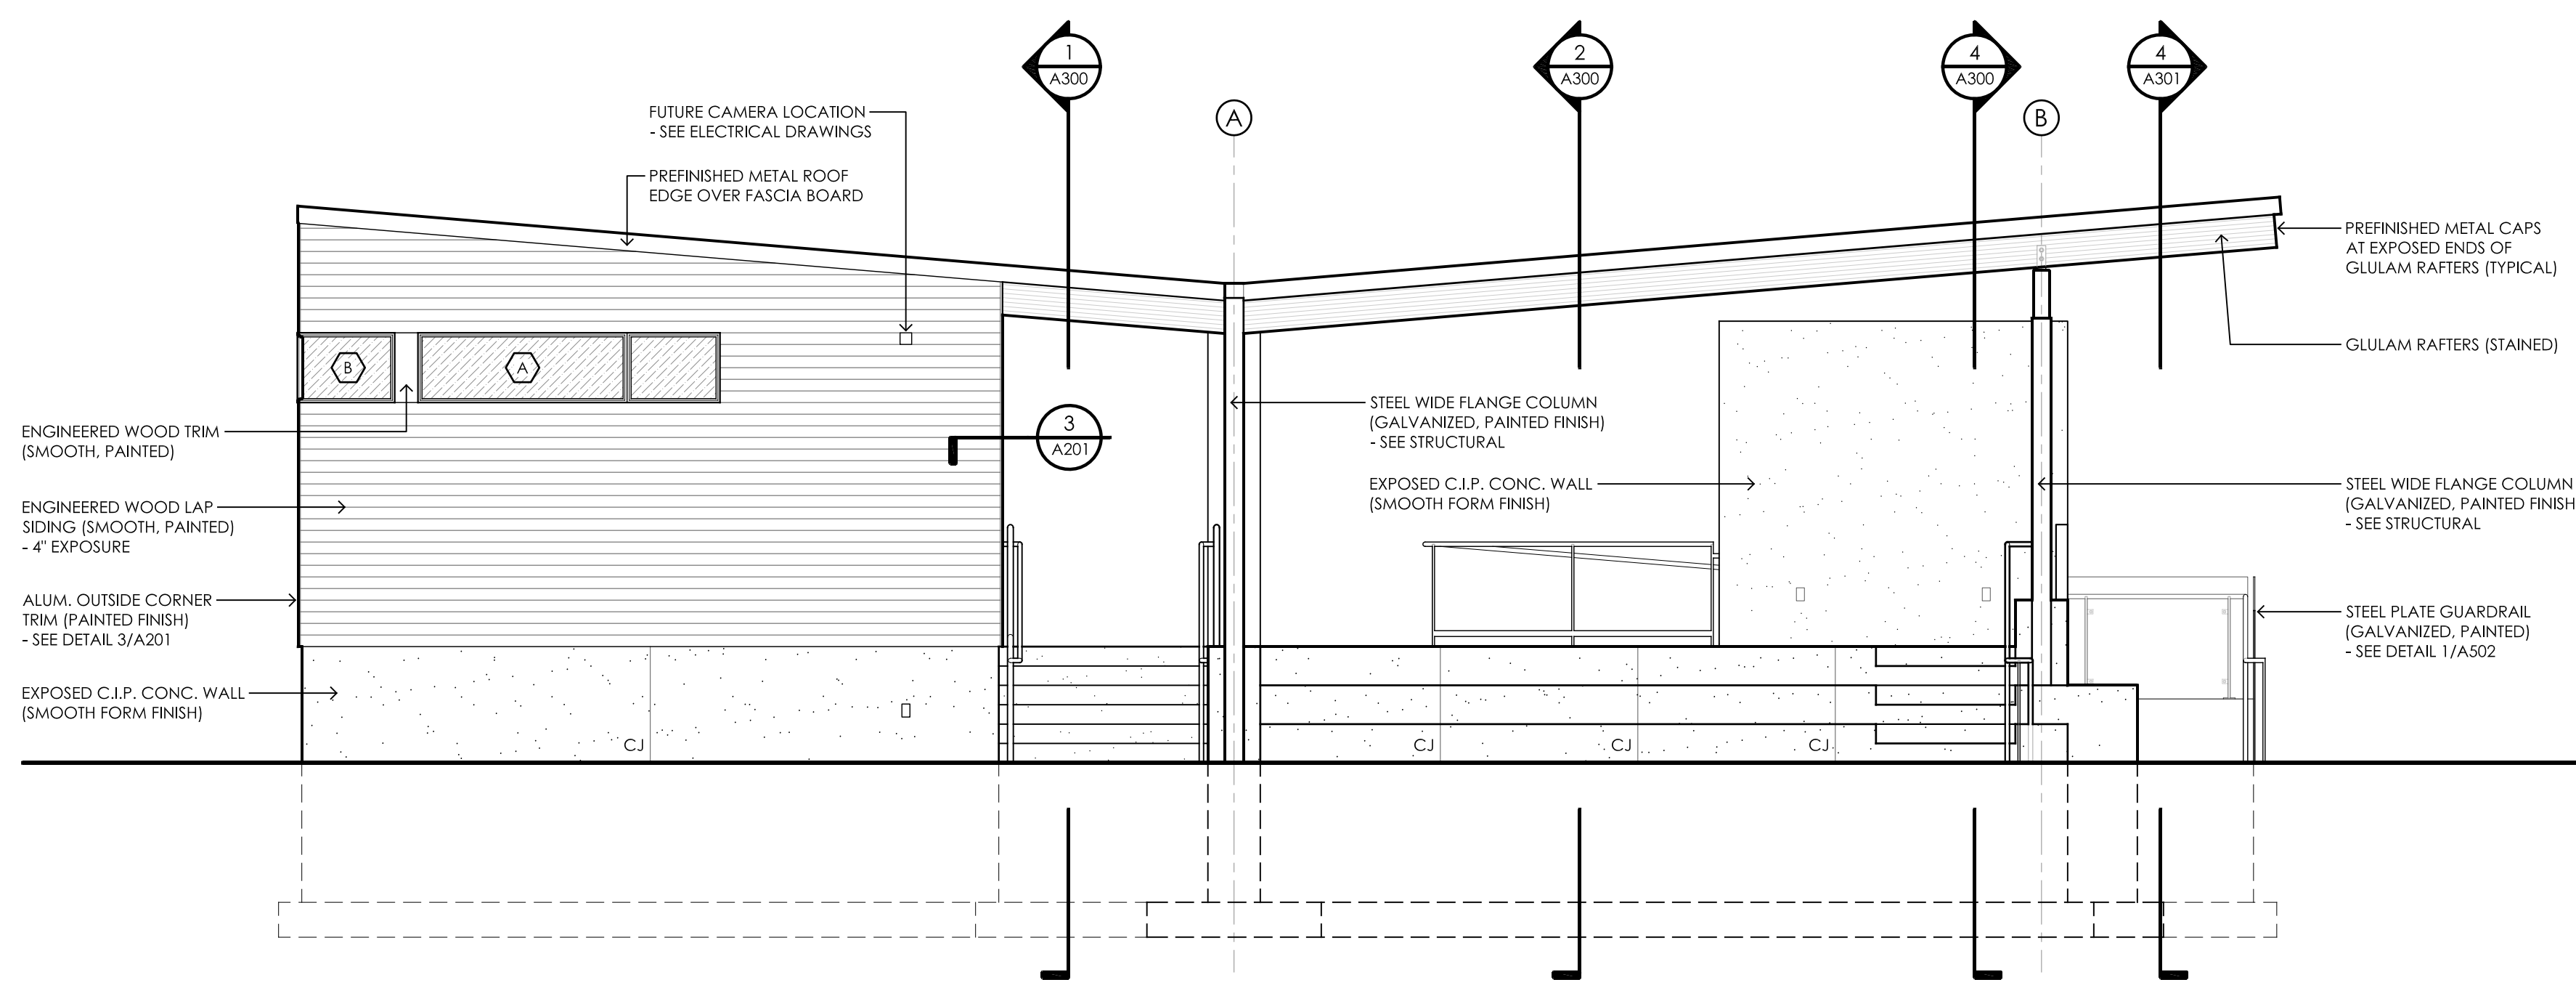 1
A300
2
A300
4
A300
4
A301
A
B
FUTURE CAMERA LOCATION
- SEE ELECTRICAL DRAWINGS
PREFINISHED METAL ROOF
EDGE OVER FASCIA BOARD
PREFINISHED METAL CAPS
AT EXPOSED ENDS OF
GLULAM RAFTERS (TYPICAL)
GLULAM RAFTERS (STAINED)
B
A
3
A201
ENGINEERED WOOD TRIM
(SMOOTH, PAINTED)
ENGINEERED WOOD LAP
SIDING (SMOOTH, PAINTED)
- 4" EXPOSURE
ALUM. OUTSIDE CORNER
TRIM (PAINTED FINISH)
- SEE DETAIL 3/A201
EXPOSED C.I.P. CONC. WALL
(SMOOTH FORM FINISH)
STEEL WIDE FLANGE COLUMN
(GALVANIZED, PAINTED FINISH)
- SEE STRUCTURAL
EXPOSED C.I.P. CONC. WALL
(SMOOTH FORM FINISH)
STEEL WIDE FLANGE COLUMN
(GALVANIZED, PAINTED FINISH
- SEE STRUCTURAL
STEEL PLATE GUARDRAIL
(GALVANIZED, PAINTED)
- SEE DETAIL 1/A502
CJ
CJ
CJ
CJ